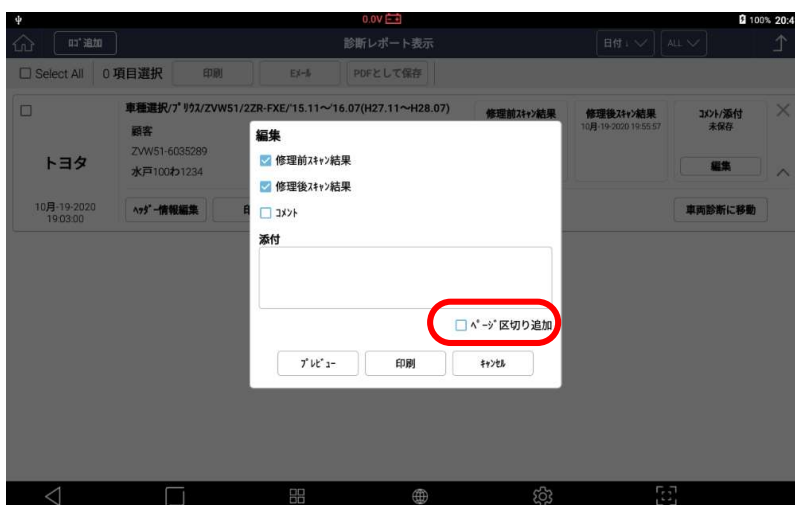 0.0V
100% 20:4
ﾛｺﾞ追加
診断レポート表示
日付↓
ALL
Select All
0 項目選択
印刷
Eﾒｰﾙ
PDFとして保存
車種選択/ﾌﾟﾘｳｽ/ZVW51/2ZR-FXE/'15.11～'16.07(H27.11～H28.07)
修理前ｽｷｬﾝ結果
修理後ｽｷｬﾝ結果
10月-19-2020 19:55:57
ｺﾒﾝﾄ/添付
未保存
編集
トヨタ
顧客
ZVW51-6035289
水戸100わ1234
10月-19-2020
19:03:00
ﾍｯﾀﾞｰ情報編集
車両診断に移動
編集
修理前ｽｷｬﾝ結果
修理後ｽｷｬﾝ結果
ｺﾒﾝﾄ
添付
ﾍﾟｰｼﾞ区切り追加
ﾌﾟﾚﾋﾞｭｰ
印刷
ｷｬﾝｾﾙ